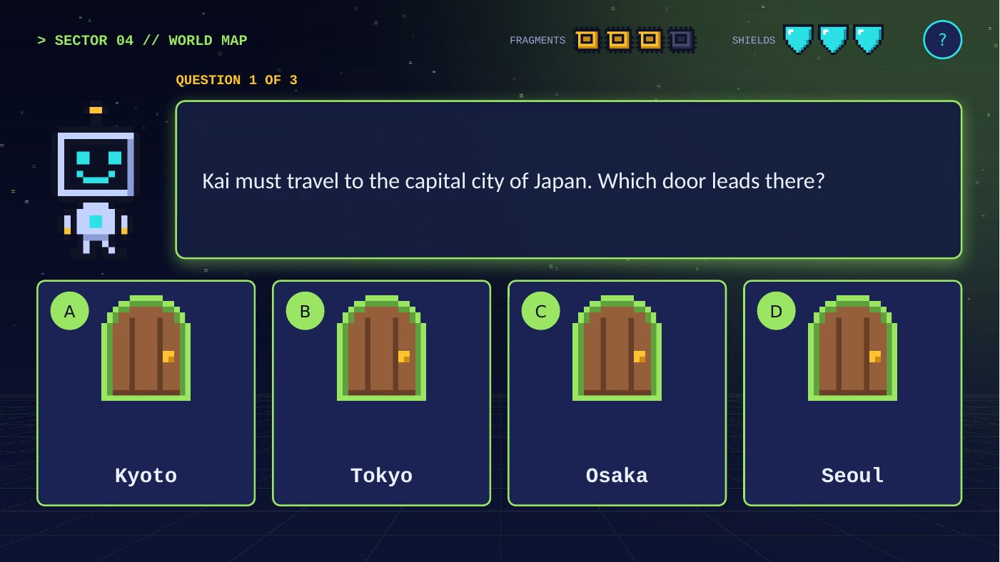 > SECTOR 04 // WORLD MAP
FRAGMENTS
SHIELDS
?
QUESTION 1 OF 3
Kai must travel to the capital city of Japan. Which door leads there?
A
B
C
D
Kyoto
Tokyo
Osaka
Seoul